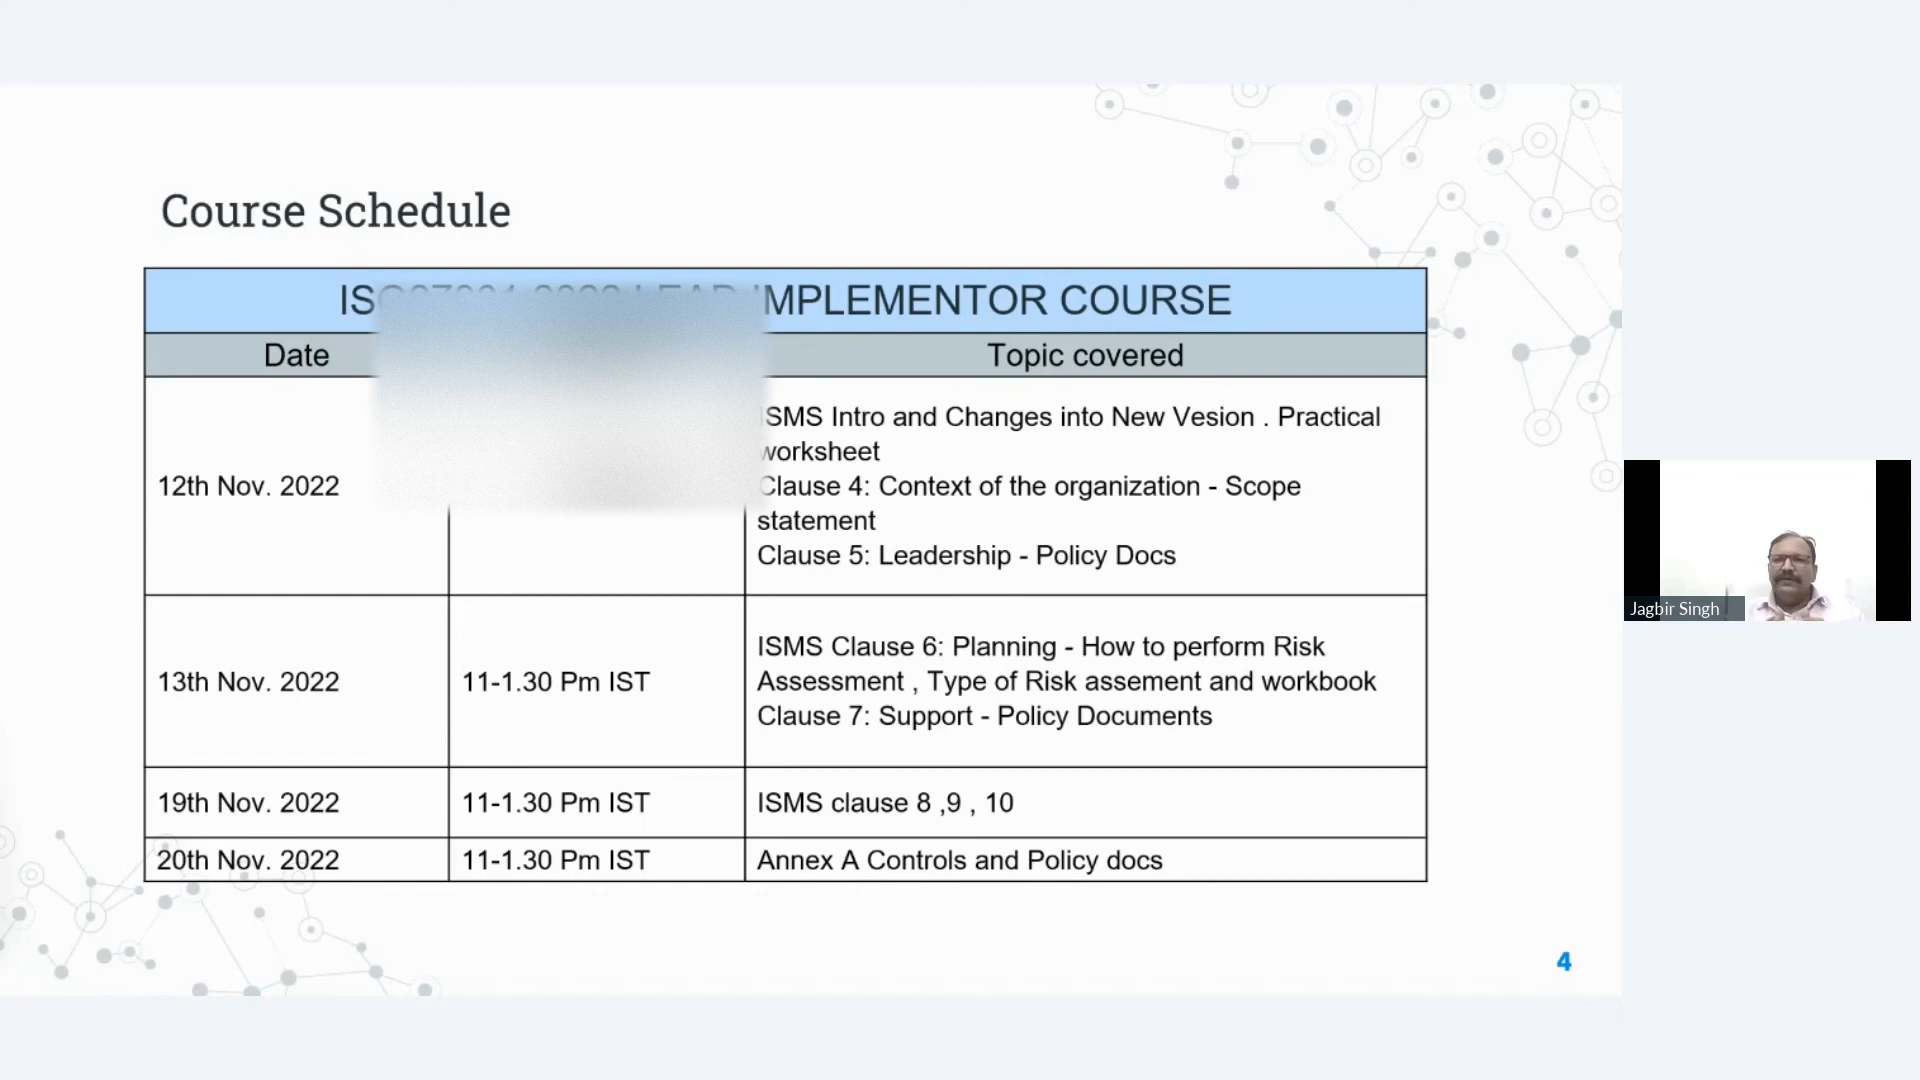 Course Schedule
IMPLEMENTOR COURSE
Date
Topic covered
12th Nov. 2022
ISMS Intro and Changes into New Vesion . Practical
worksheet
Clause 4: Context of the organization - Scope
statement
Clause 5: Leadership - Policy Docs
13th Nov. 2022
11-1.30 Pm IST
ISMS Clause 6: Planning - How to perform Risk
Assessment , Type of Risk assement and workbook
Clause 7: Support - Policy Documents
19th Nov. 2022
11-1.30 Pm IST
ISMS clause 8 ,9 , 10
20th Nov. 2022
11-1.30 Pm IST
Annex A Controls and Policy docs
4
Jagbir Singh